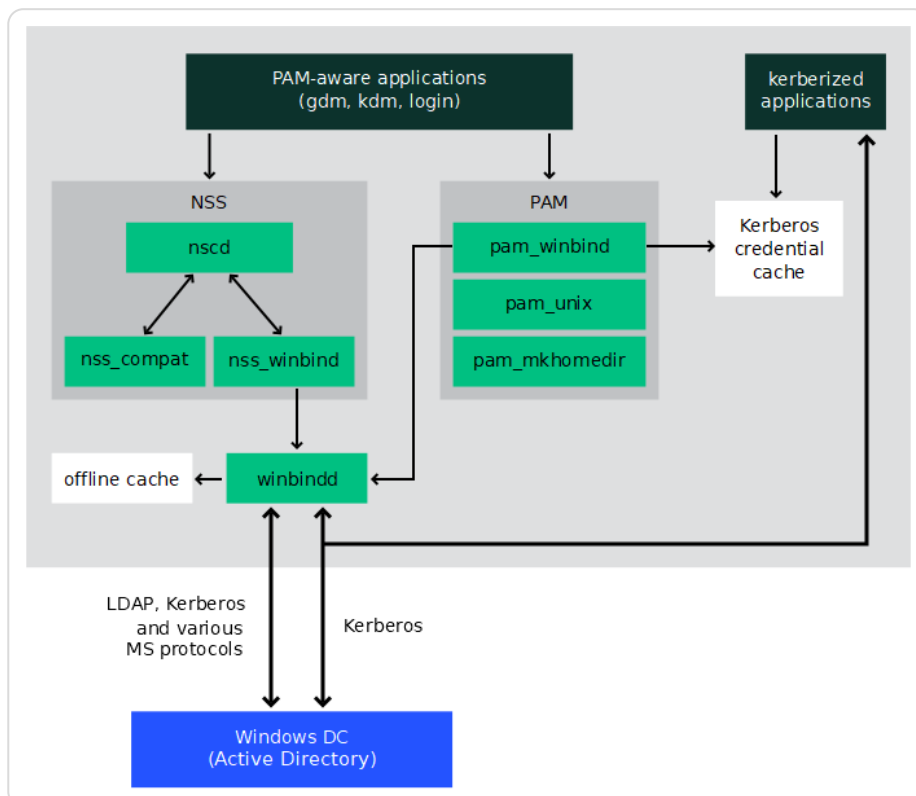 PAM-aware applications
(gdm, kdm, login)
kerberized
applications
NSS
PAM
nscd
pam_winbind
Kerberos
credential
cache
pam_unix
nss_compat
nss_winbind
pam_mkhomedir
offline cache
winbindd
LDAP, Kerberos
and various
MS protocols
Kerberos
Windows DC
(Active Directory)